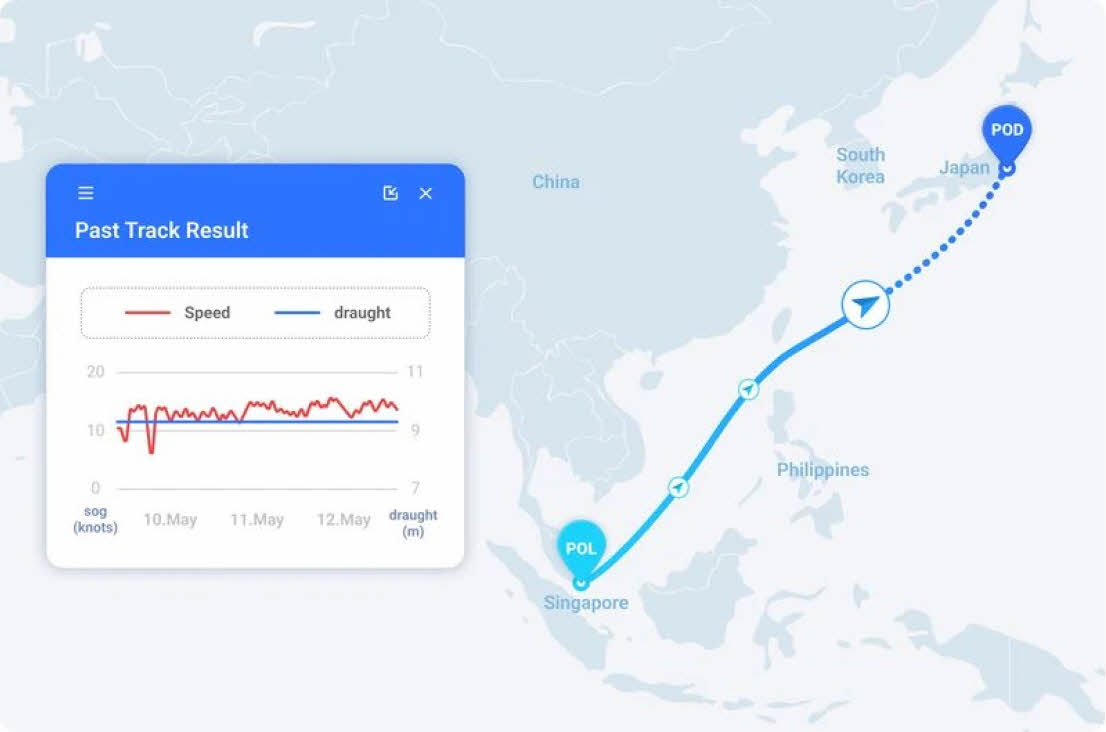 Past Track Result
Speed draught
20 11
10 9
0 7
sog
(knots)
10.May 11.May 12.May
draught
(m)
China
South
Korea
Japan
POD
Philippines
POL
Singapore